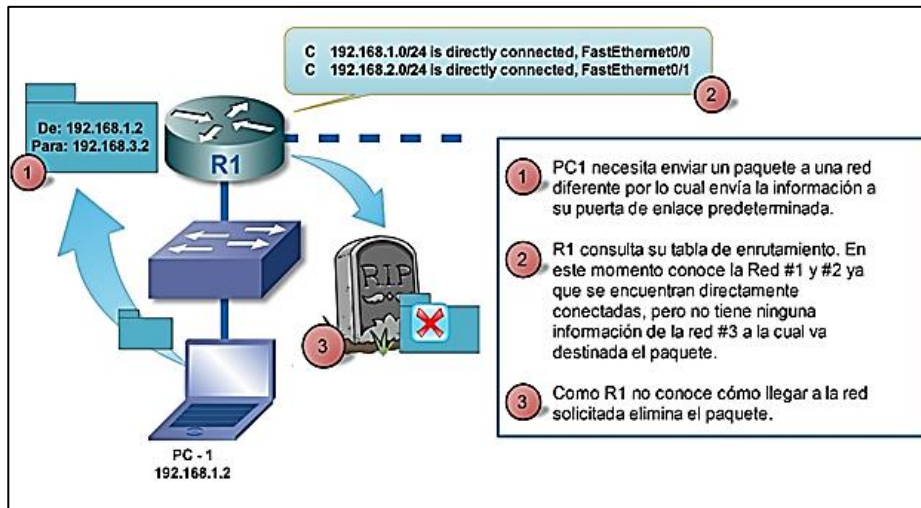 C 192.168.1.0/24 is directly connected, FastEthernet0/0
C 192.168.2.0/24 is directly connected, FastEthernet0/1
2
De: 192.168.1.2
Para: 192.168.3.2
1
R1
RIP
3
PC - 1
192.168.1.2
1
PC1 necesita enviar un paquete a una red
diferente por lo cual envía la información a
su puerta de enlace predeterminada.
2
R1 consulta su tabla de enrutamiento. En
este momento conoce la Red #1 y #2 ya
que se encuentran directamente
conectadas, pero no tiene ninguna
información de la red #3 a la cual va
destinada el paquete.
3
Como R1 no conoce cómo llegar a la red
solicitada elimina el paquete.